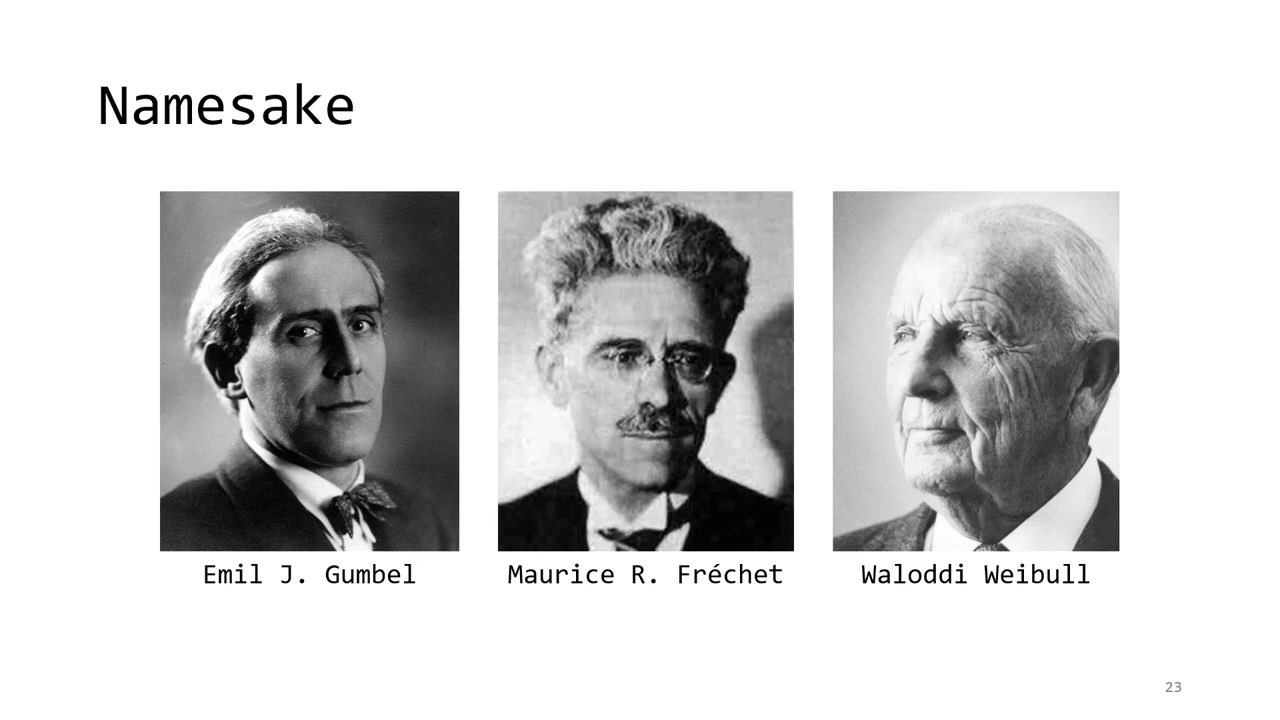 Namesake
Emil J. Gumbel
Maurice R. Fréchet
Waloddi Weibull
23